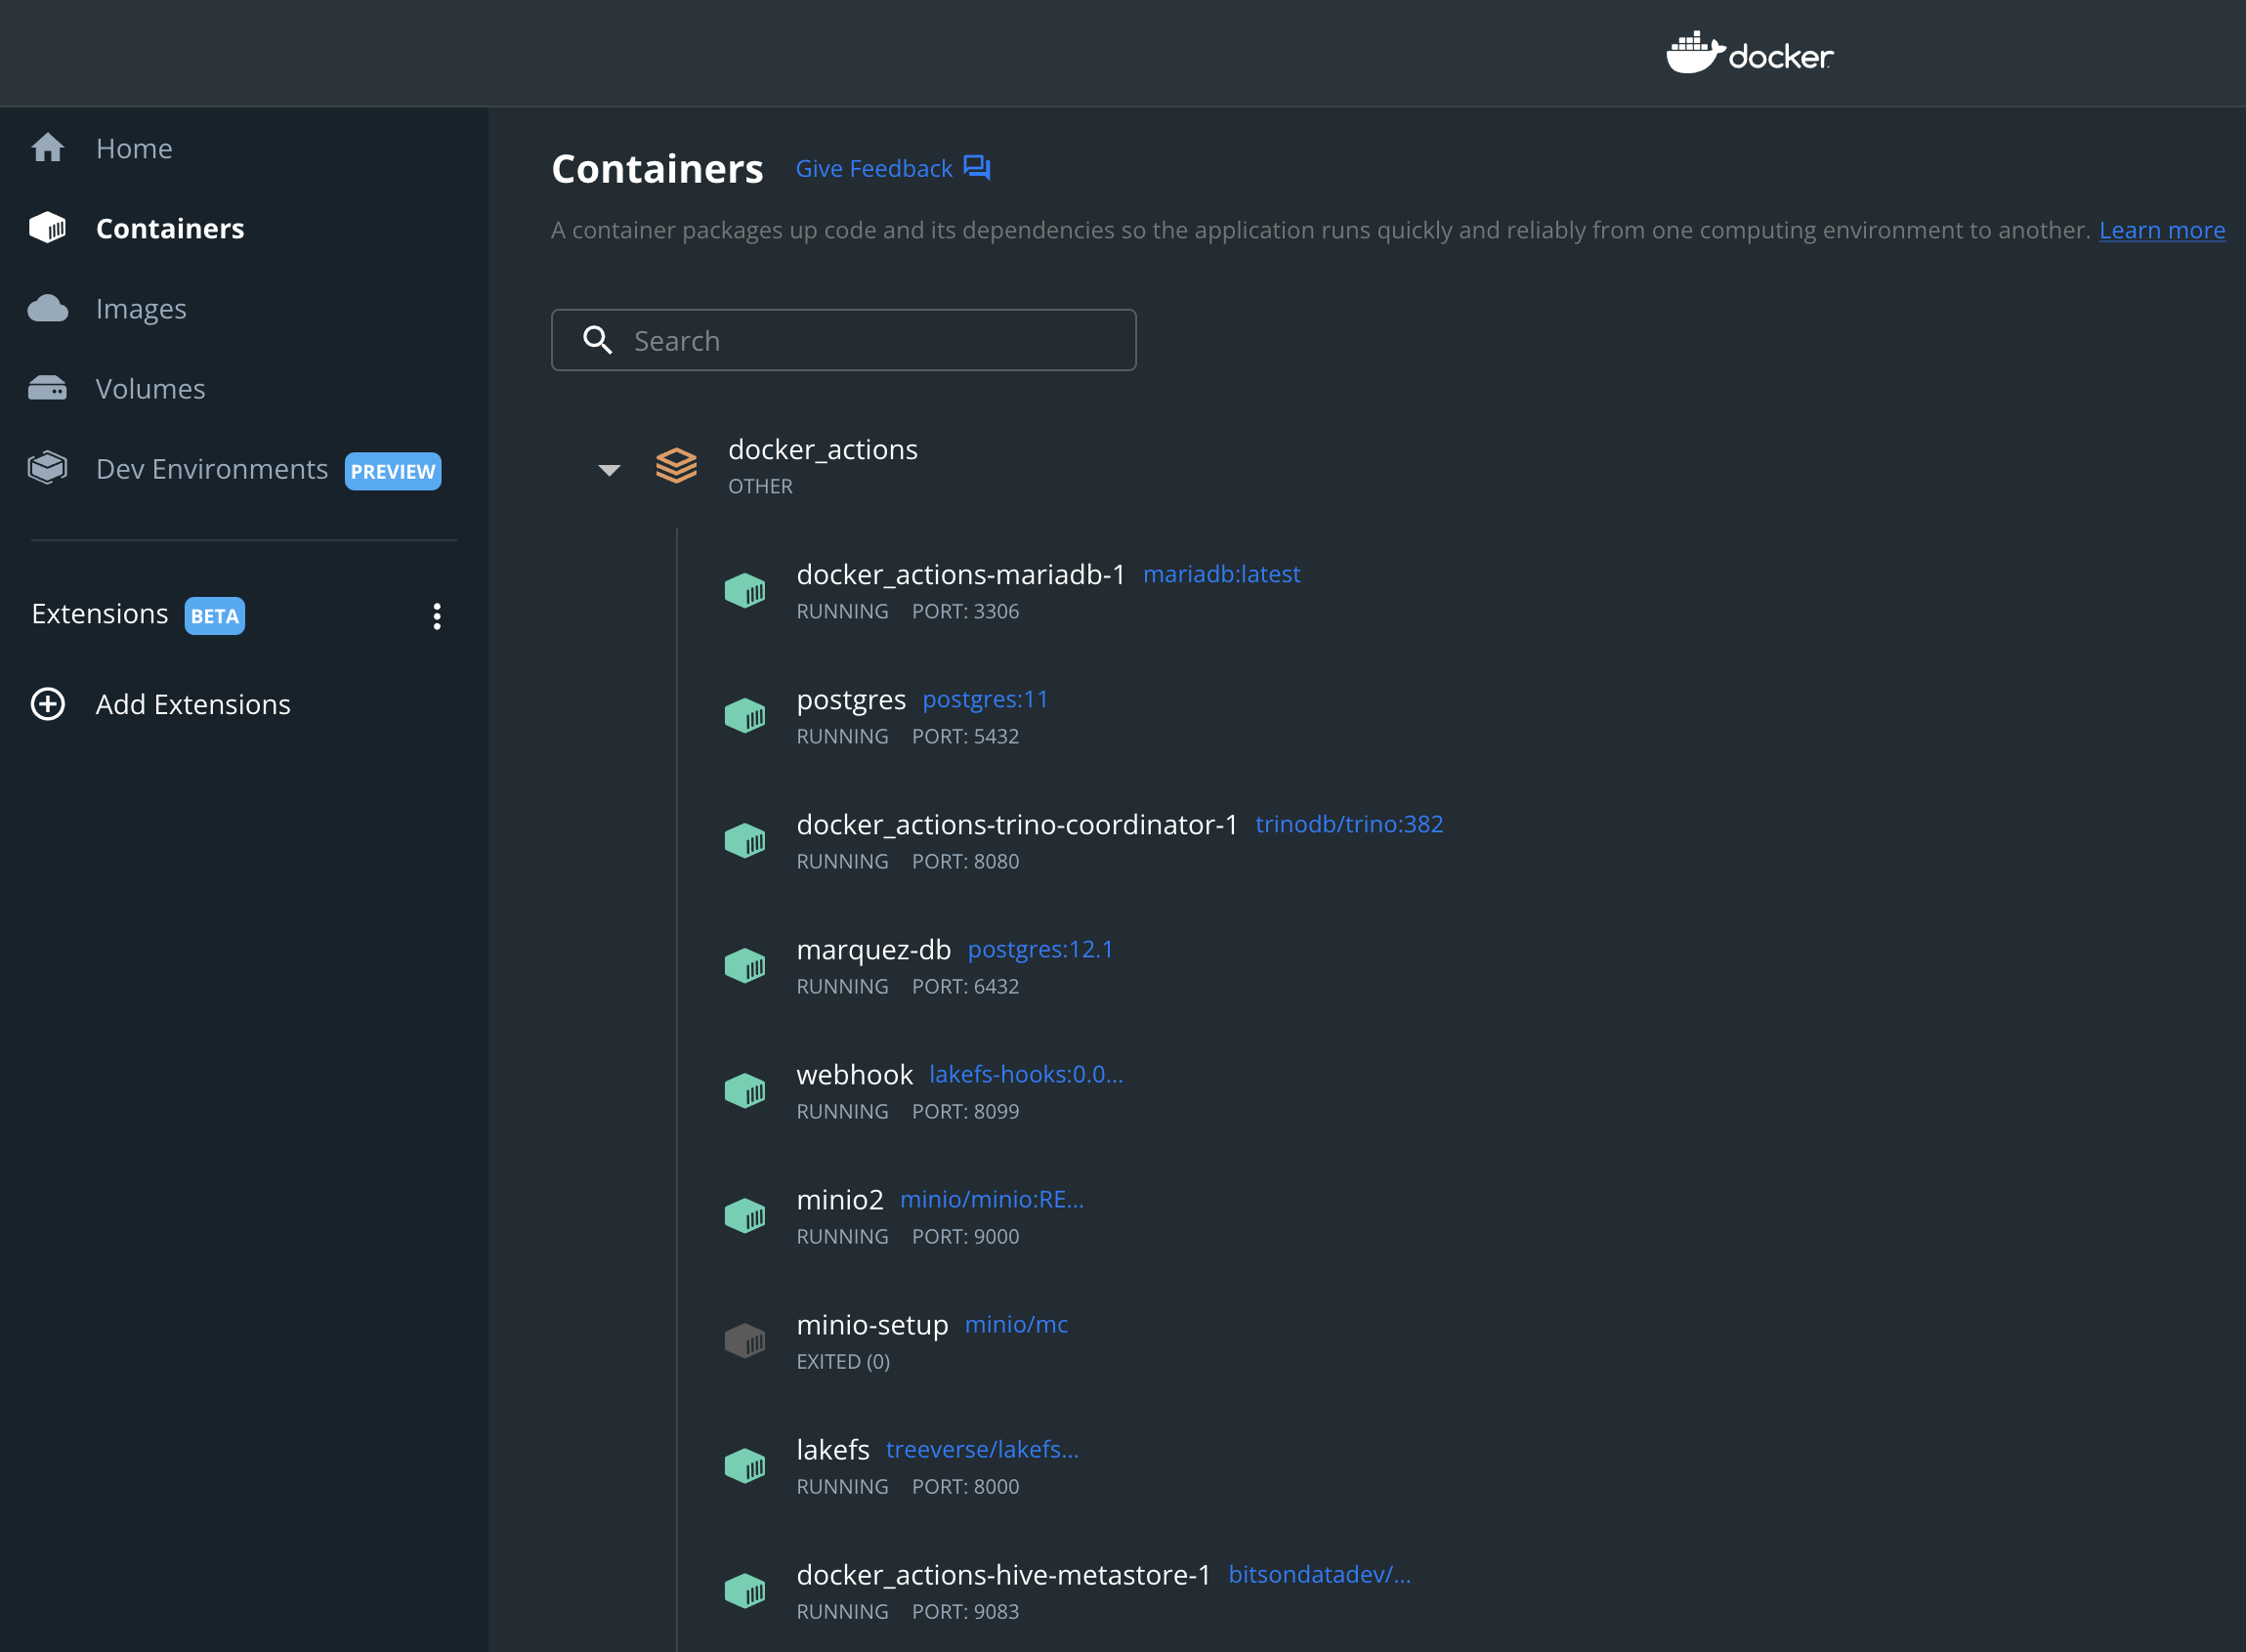 docker
Home
Containers
Images
Volumes
Dev Environments PREVIEW
Extensions BETA
Add Extensions
Containers Give Feedback
A container packages up code and its dependencies so the application runs quickly and reliably from one computing environment to another. Learn more
Search
docker_actions
OTHER
docker_actions-mariadb-1 mariadb:latest
RUNNING PORT: 3306
postgres postgres:11
RUNNING PORT: 5432
docker_actions-trino-coordinator-1 trinodb/trino:382
RUNNING PORT: 8080
marquez-db postgres:12.1
RUNNING PORT: 6432
webhook lakefs-hooks:0.0...
RUNNING PORT: 8099
minio2 minio/minio:RE...
RUNNING PORT: 9000
minio-setup minio/mc
EXITED (0)
lakefs treeverse/lakefs...
RUNNING PORT: 8000
docker_actions-hive-metastore-1 bitsondatadev/...
RUNNING PORT: 9083